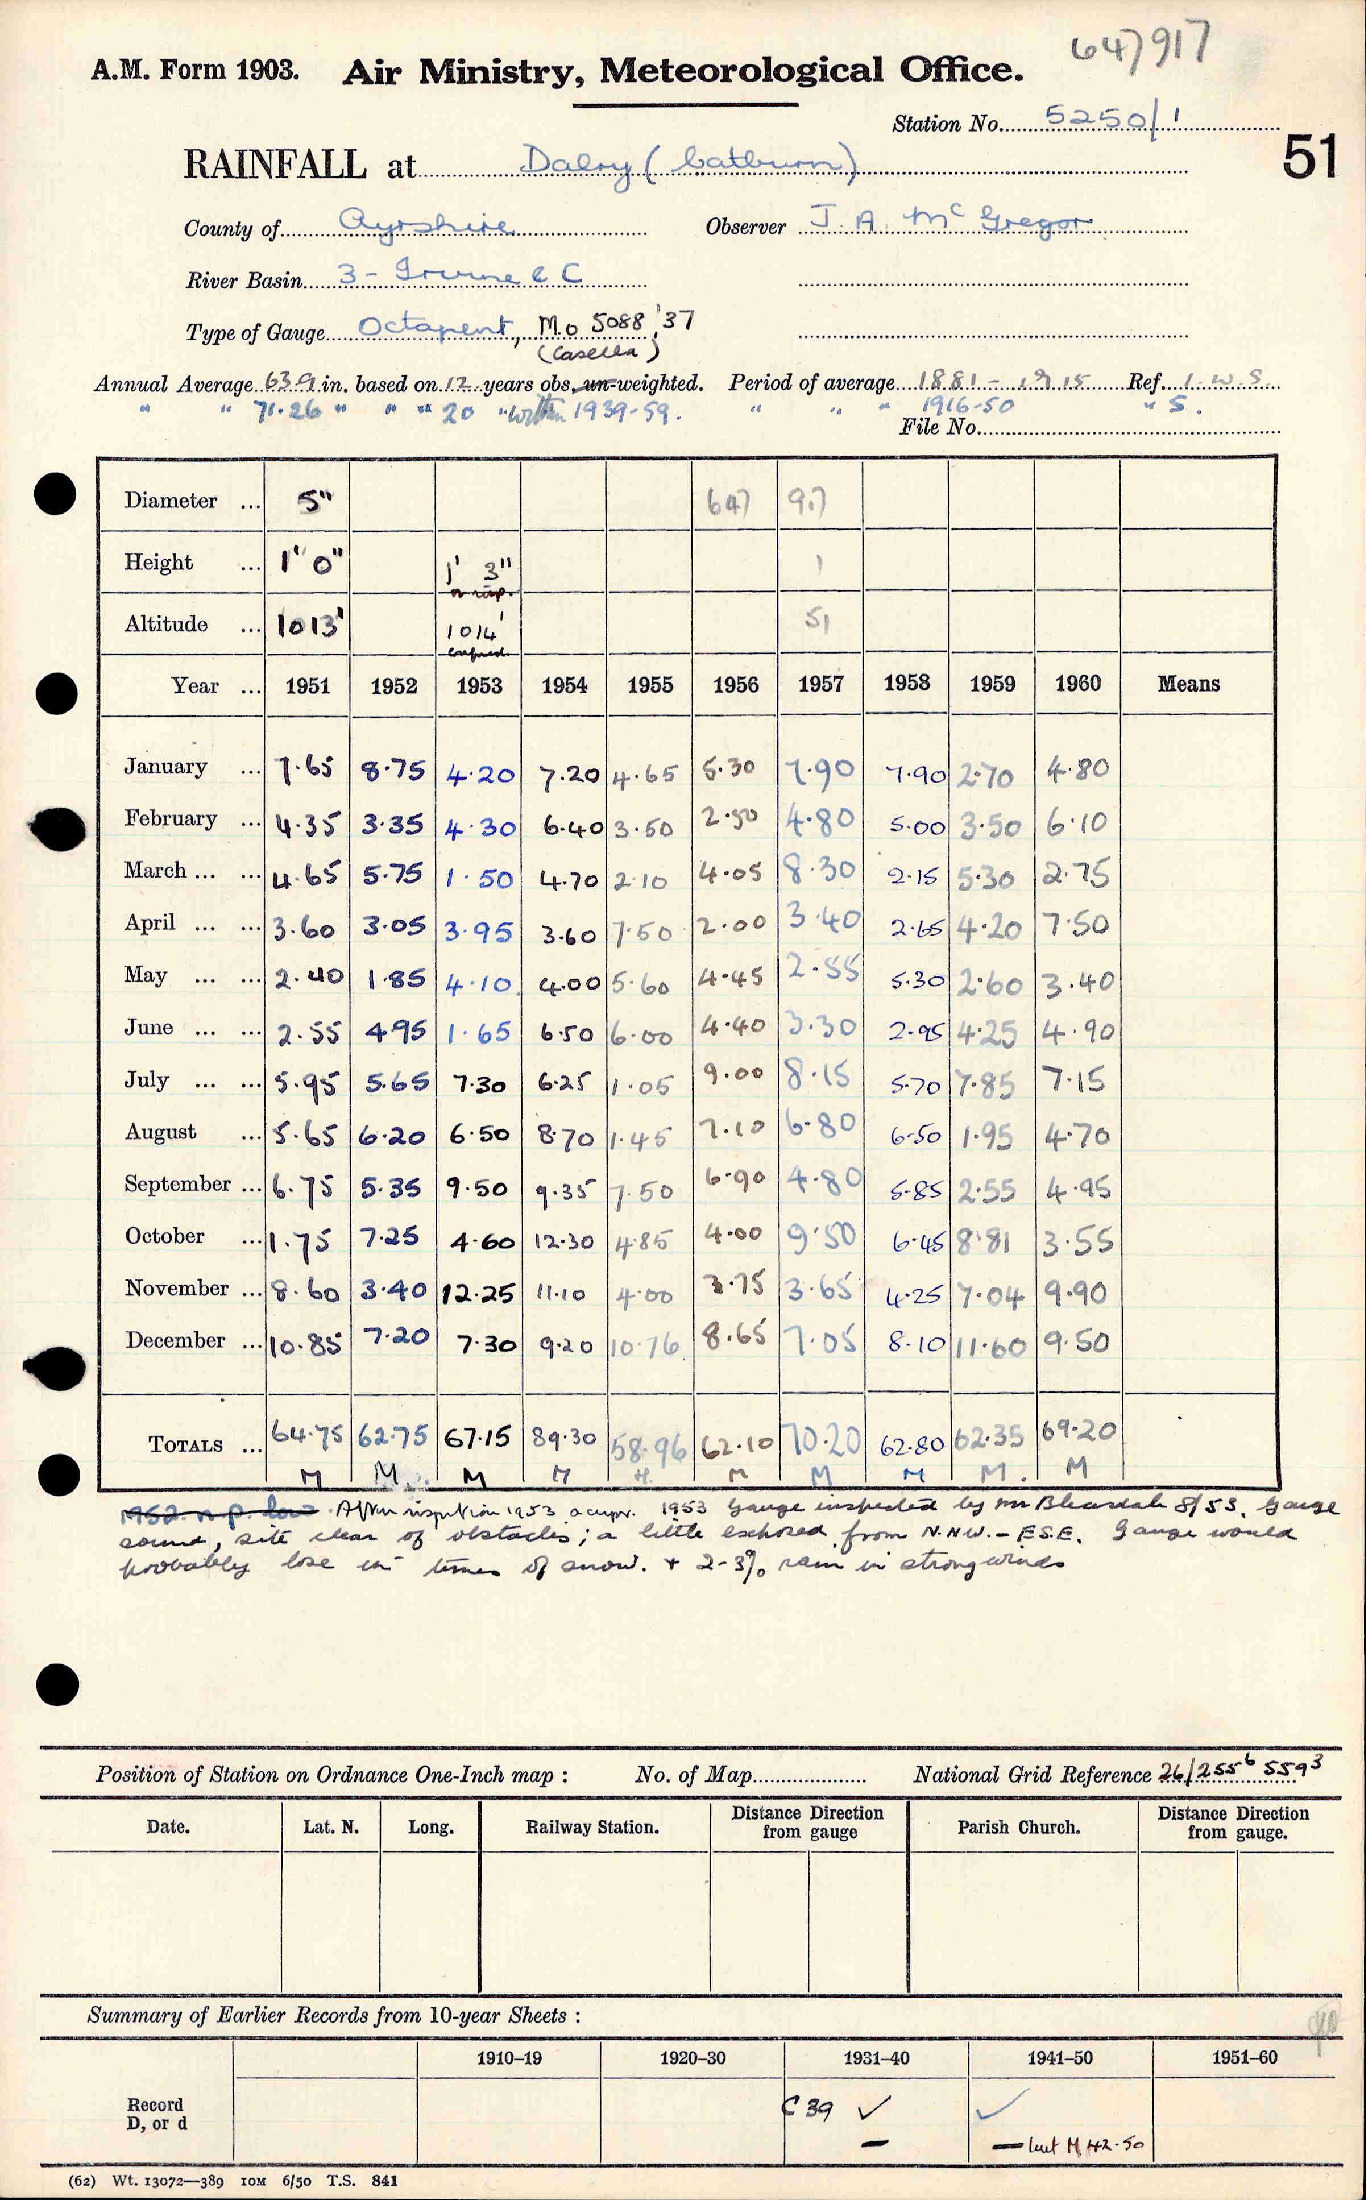 647917
A.M. Form 1903. Air Ministry, Meteorological Office.
Station No. 5250/1
51
RAINFALL at Dalry (Catburn)
County of Ayrshire Observer J. A. McGregor
River Basin 3 - Irvine & C
Type of Gauge Octapent, M.O 5088/37
(Casella)
Annual Average 63.9 in. based on 12 years obs. un-weighted. Period of average 1881 - 1915 Ref. I.W.S.
" " 71.26 " " " 20 " within 1939-59. " " " 1916-50 " S.
File No.
Diameter ... 5" 647 917
Height ... 1' 0" 1' 3" 1
on insp.
Altitude ... 1013' 1014' 51
confirmed.
Year ... 1951 1952 1953 1954 1955 1956 1957 1958 1959 1960 Means
January ... 7.65 8.75 4.20 7.20 4.65 5.30 7.90 7.90 2.70 4.80
February ... 4.35 3.35 4.30 6.40 3.50 2.50 4.80 5.00 3.50 6.10
March ... ... 4.65 5.75 1.50 4.70 2.10 4.05 8.30 2.15 5.30 2.75
April ... ... 3.60 3.05 3.95 3.60 7.50 2.00 3.40 2.65 4.20 7.50
May ... ... 2.40 1.85 4.10 4.00 5.60 4.45 2.55 5.30 2.60 3.40
June ... ... 2.55 4.95 1.65 6.50 6.00 4.40 3.30 2.95 4.25 4.90
July ... ... 5.95 5.65 7.30 6.25 1.05 9.00 8.15 5.70 7.85 7.15
August ... 5.65 6.20 6.50 8.70 1.45 7.10 6.80 6.50 1.95 4.70
September ... 6.75 5.35 9.50 9.35 7.50 6.90 4.80 5.85 2.55 4.95
October ... 1.75 7.25 4.60 12.30 4.85 4.00 9.50 6.45 8.81 3.55
November ... 8.60 3.40 12.25 11.10 4.00 3.75 3.65 4.25 7.04 9.90
December ... 10.85 7.20 7.30 9.20 10.76 8.65 7.05 8.10 11.60 9.50
TOTALS ... 64.75 62.75 67.15 89.30 58.96 62.10 70.20 62.80 62.35 69.20
M M M M M M M M M M
1952 n.p. low. After inspection 1953 accepr. 1953 Gauge inspected by Mr Bleasdale 8/53. Gauge
sound, site clear of obstacles; a little exposed from N.N.W. - E.S.E. Gauge would
probably lose in times of snow. + 2-3% rain in strong winds
Position of Station on Ordnance One-Inch map : No. of Map National Grid Reference 26/255⁶ 559³
Date. Lat. N. Long. Railway Station. Distance Direction from gauge Parish Church. Distance Direction from gauge.
Summary of Earlier Records from 10-year Sheets :
1910–19 1920–30 1931–40 1941–50 1951–60
Record
D, or d
C 39 ✓ ✓
— — but M 42-50
(62) Wt. 13072—389 10M 6/50 T.S. 841